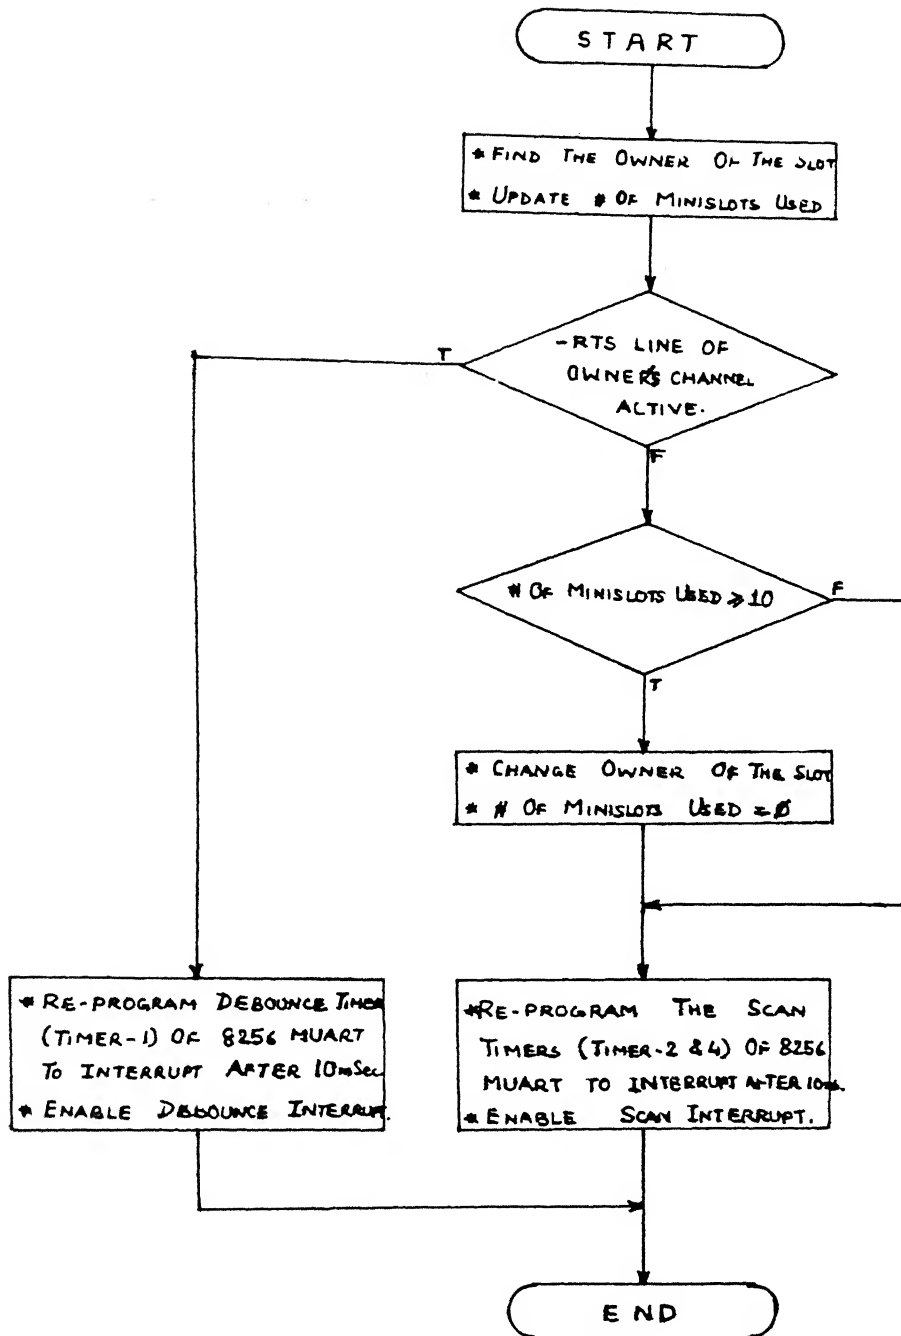 START
* FIND THE OWNER OF THE SLOT
* UPDATE # OF MINISLOTS USED
-RTS LINE OF
OWNER'S CHANNEL
ACTIVE.
T
F
# OF MINISLOTS USED ≥ 10
F
T
* CHANGE OWNER OF THE SLOT
* # OF MINISLOTS USED = Ø
* RE-PROGRAM DEBOUNCE TIMER
(TIMER-1) OF 8256 MUART
TO INTERRUPT AFTER 10mSec
* ENABLE DEBOUNCE INTERRUPT.
* RE-PROGRAM THE SCAN
TIMERS (TIMER-2 & 4) OF 8256
MUART TO INTERRUPT AFTER 10ms.
* ENABLE SCAN INTERRUPT.
END